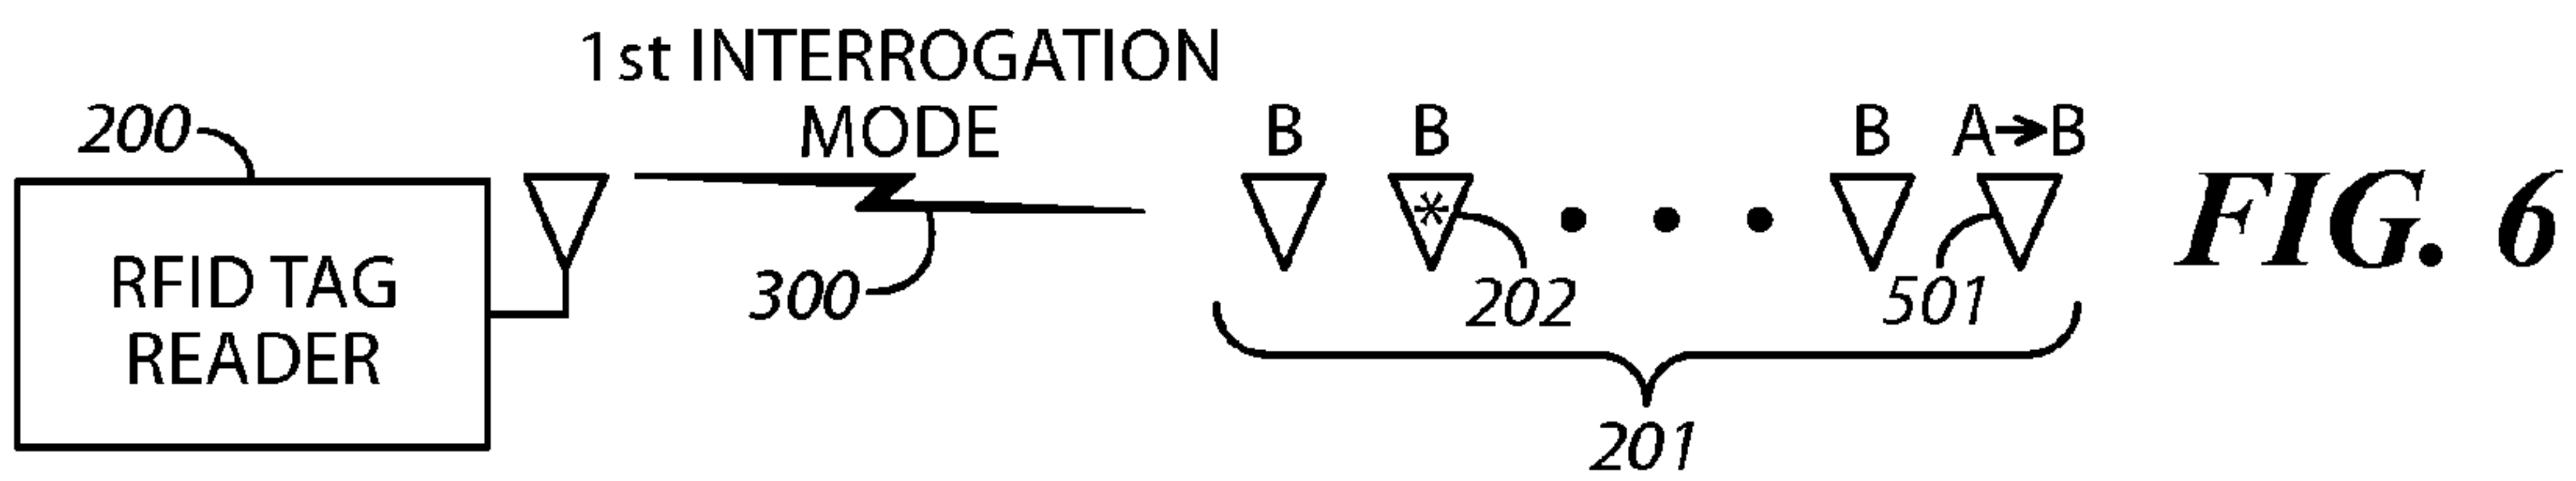 1st INTERROGATION
MODE
200
RFID TAG
READER
300
B B B A→B
*
202
501
201
FIG. 6